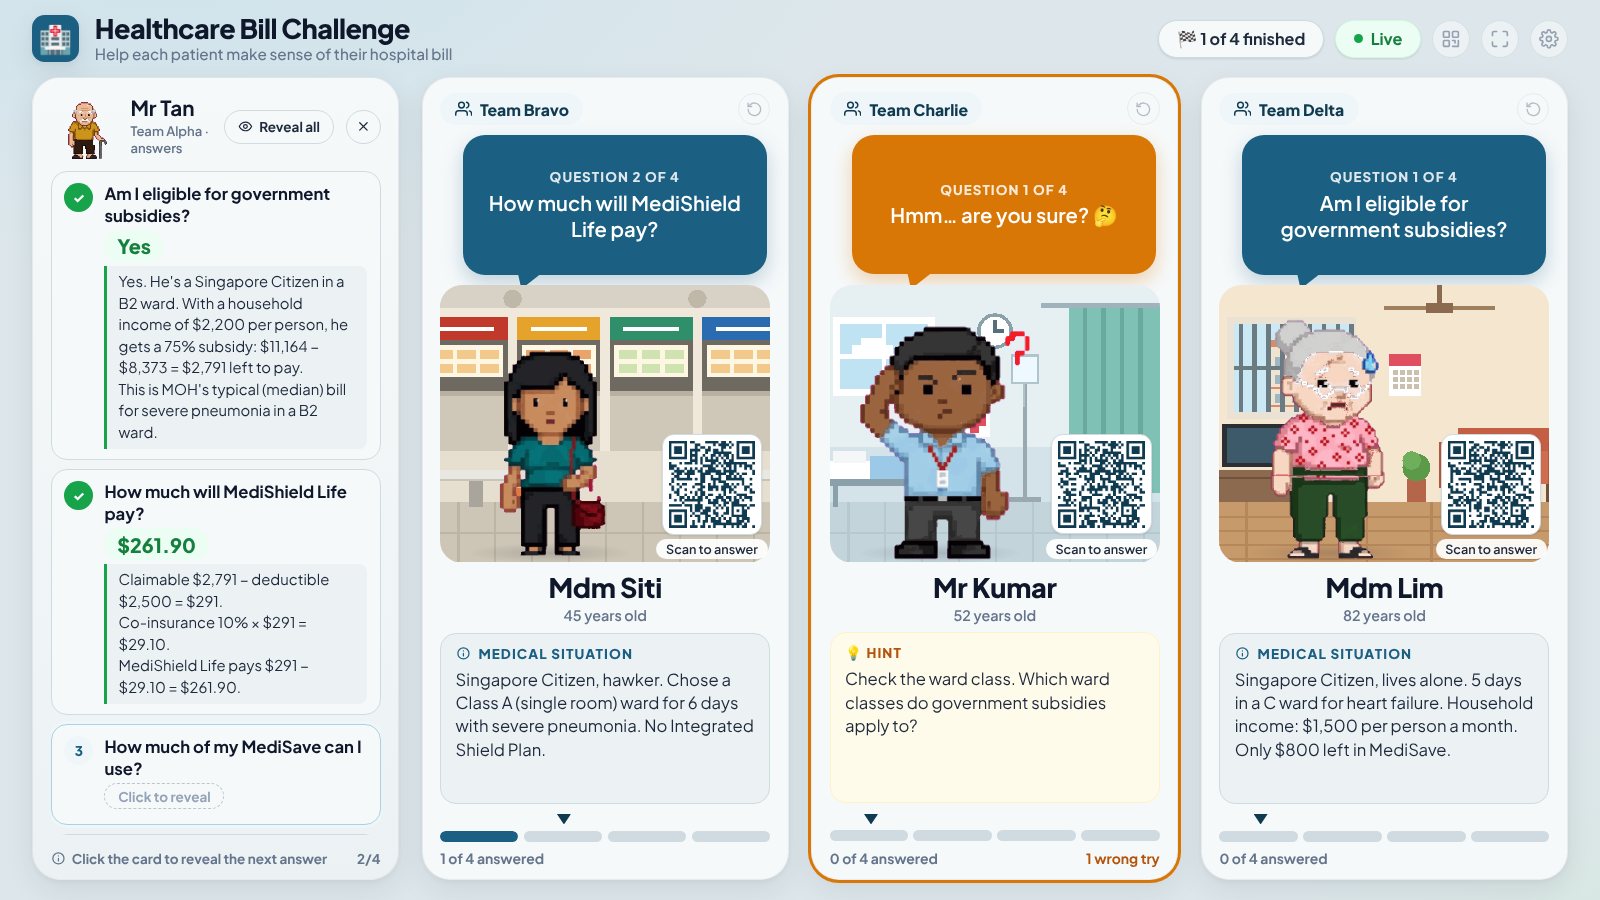 Healthcare Bill Challenge
Help each patient make sense of their hospital bill
🏁 1 of 4 finished
Live
Mr Tan
Team Alpha ·
answers
Reveal all
Am I eligible for government
subsidies?
Yes
Yes. He's a Singapore Citizen in a
B2 ward. With a household
income of $2,200 per person, he
gets a 75% subsidy: $11,164 –
$8,373 = $2,791 left to pay.
This is MOH's typical (median) bill
for severe pneumonia in a B2
ward.
How much will MediShield Life
pay?
$261.90
Claimable $2,791 – deductible
$2,500 = $291.
Co-insurance 10% × $291 =
$29.10.
MediShield Life pays $291 –
$29.10 = $261.90.
3
How much of my MediSave can I
use?
Click to reveal
Click the card to reveal the next answer
2/4
Team Bravo
QUESTION 2 OF 4
How much will MediShield
Life pay?
Scan to answer
Mdm Siti
45 years old
MEDICAL SITUATION
Singapore Citizen, hawker. Chose a
Class A (single room) ward for 6 days
with severe pneumonia. No Integrated
Shield Plan.
1 of 4 answered
Team Charlie
QUESTION 1 OF 4
Hmm... are you sure? 🤔
Scan to answer
Mr Kumar
52 years old
💡 HINT
Check the ward class. Which ward
classes do government subsidies
apply to?
0 of 4 answered
1 wrong try
Team Delta
QUESTION 1 OF 4
Am I eligible for
government subsidies?
Scan to answer
Mdm Lim
82 years old
MEDICAL SITUATION
Singapore Citizen, lives alone. 5 days
in a C ward for heart failure. Household
income: $1,500 per person a month.
Only $800 left in MediSave.
0 of 4 answered